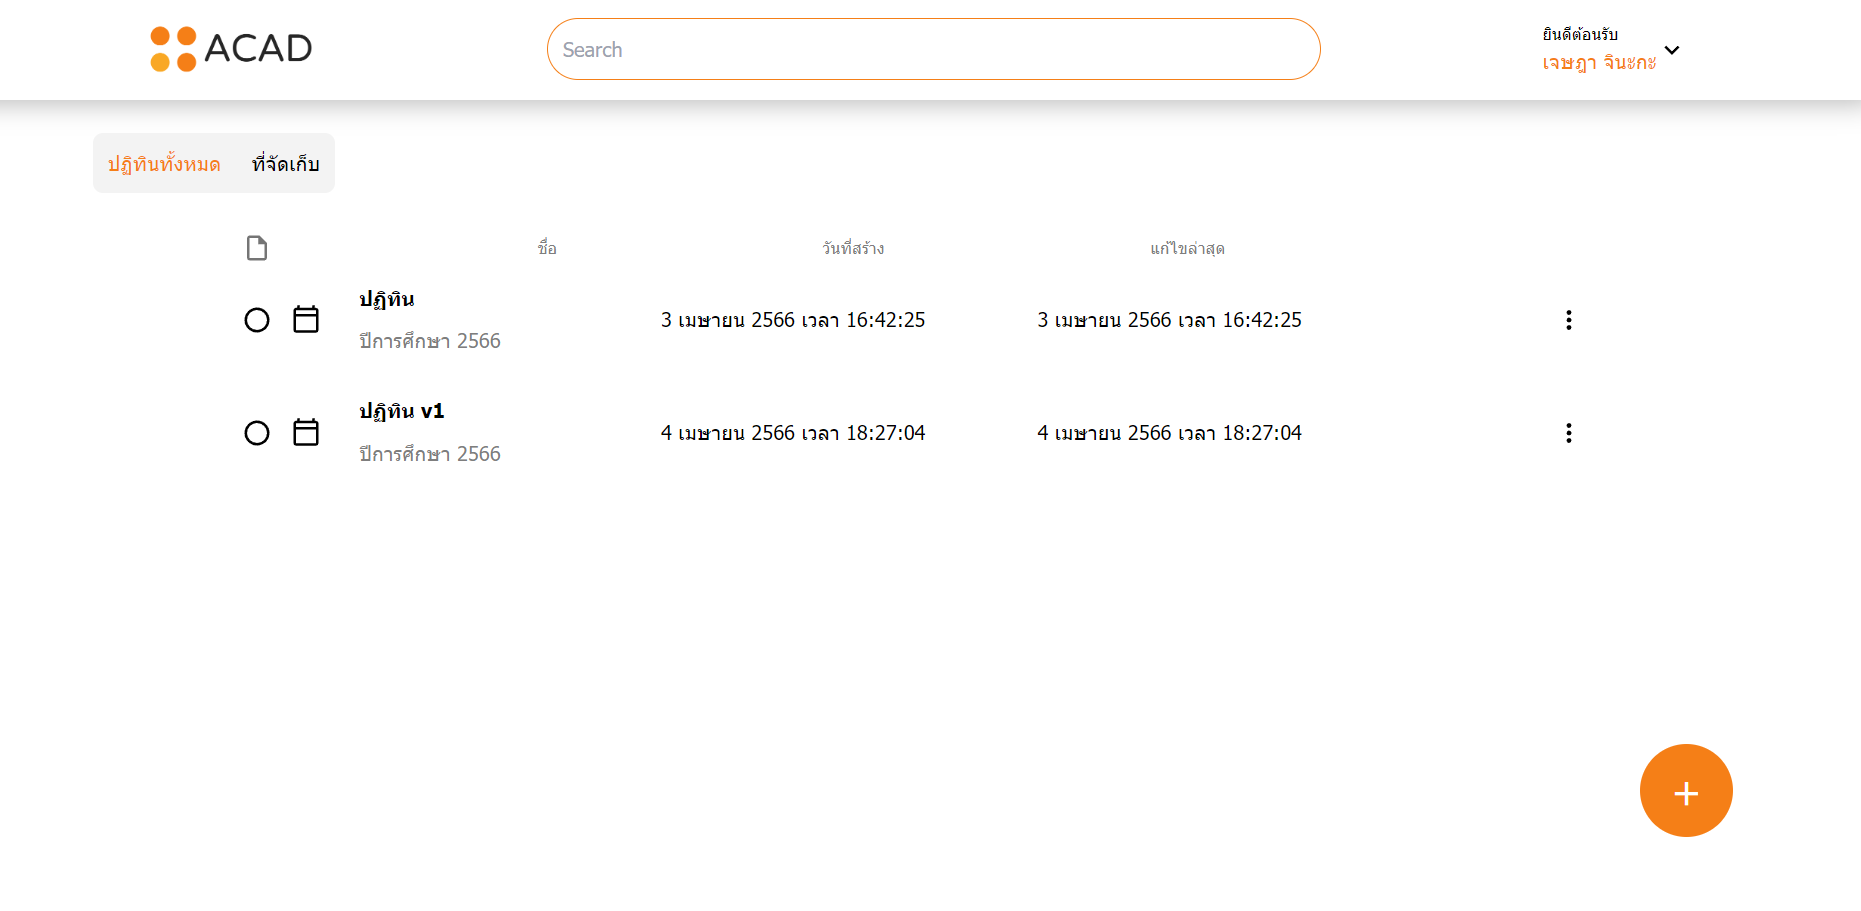 ACAD
Search
ยินดีต้อนรับ
เจษฎา จินะกะ
ปฏิทินทั้งหมด ที่จัดเก็บ
ชื่อ วันที่สร้าง แก้ไขล่าสุด
ปฏิทิน
ปีการศึกษา 2566
3 เมษายน 2566 เวลา 16:42:25 3 เมษายน 2566 เวลา 16:42:25
ปฏิทิน v1
ปีการศึกษา 2566
4 เมษายน 2566 เวลา 18:27:04 4 เมษายน 2566 เวลา 18:27:04
+